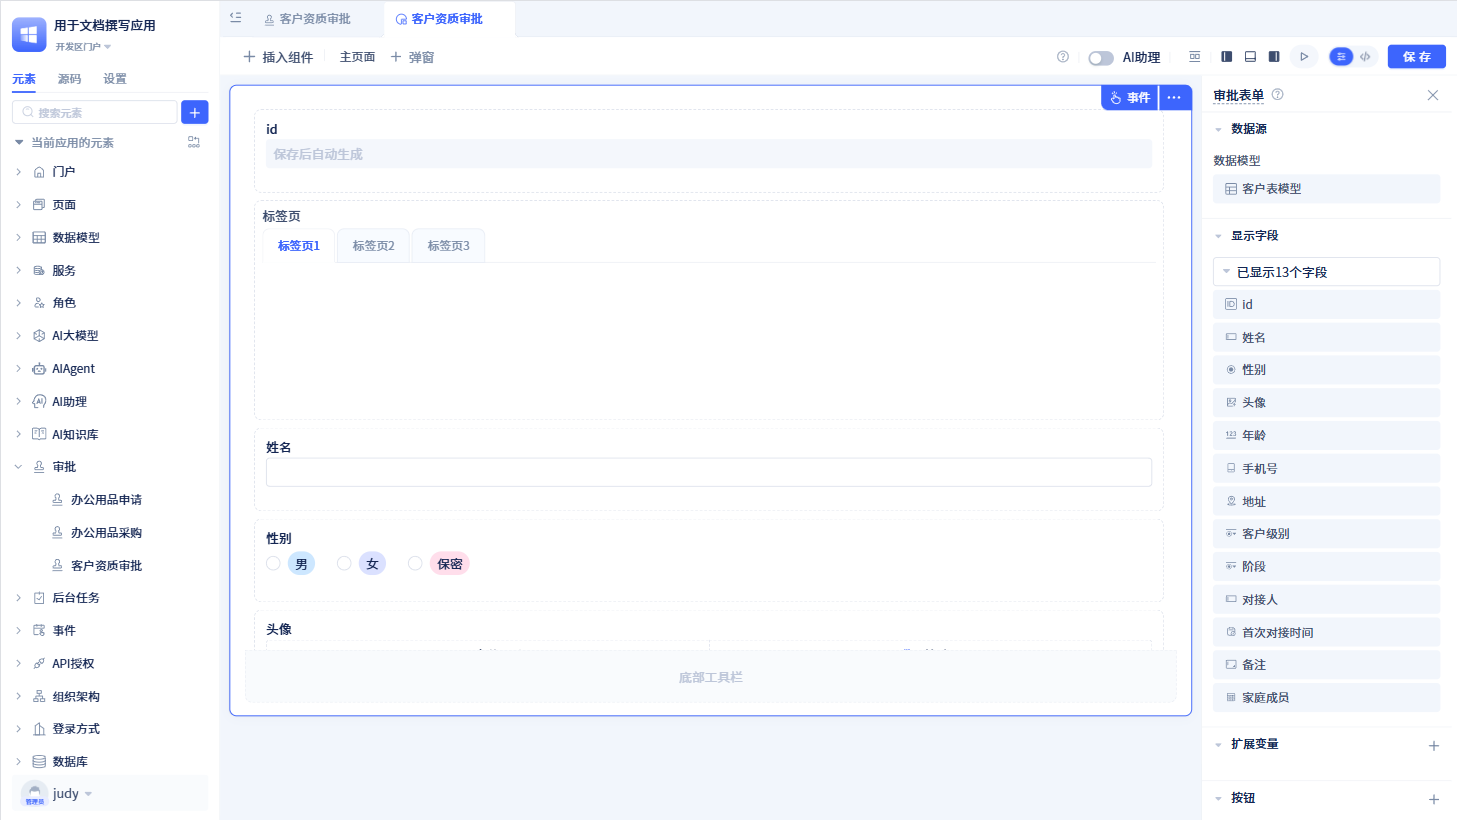 用于文档撰写应用
开发区门户
元素 源码 设置
搜索元素
当前应用的元素
门户
页面
数据模型
服务
角色
AI大模型
AIAgent
AI助理
AI知识库
审批
办公用品申请
办公用品采购
客户资质审批
后台任务
事件
API授权
组织架构
登录方式
数据库
管理员
judy
客户资质审批 客户资质审批
插入组件 主页面 弹窗 AI助理 保存
事件
id
保存后自动生成
标签页
标签页1 标签页2 标签页3
姓名
性别
男 女 保密
头像
底部工具栏
审批表单
数据源
数据模型
客户表模型
显示字段
已显示13个字段
id
姓名
性别
头像
年龄
手机号
地址
客户级别
阶段
对接人
首次对接时间
备注
家庭成员
扩展变量
按钮